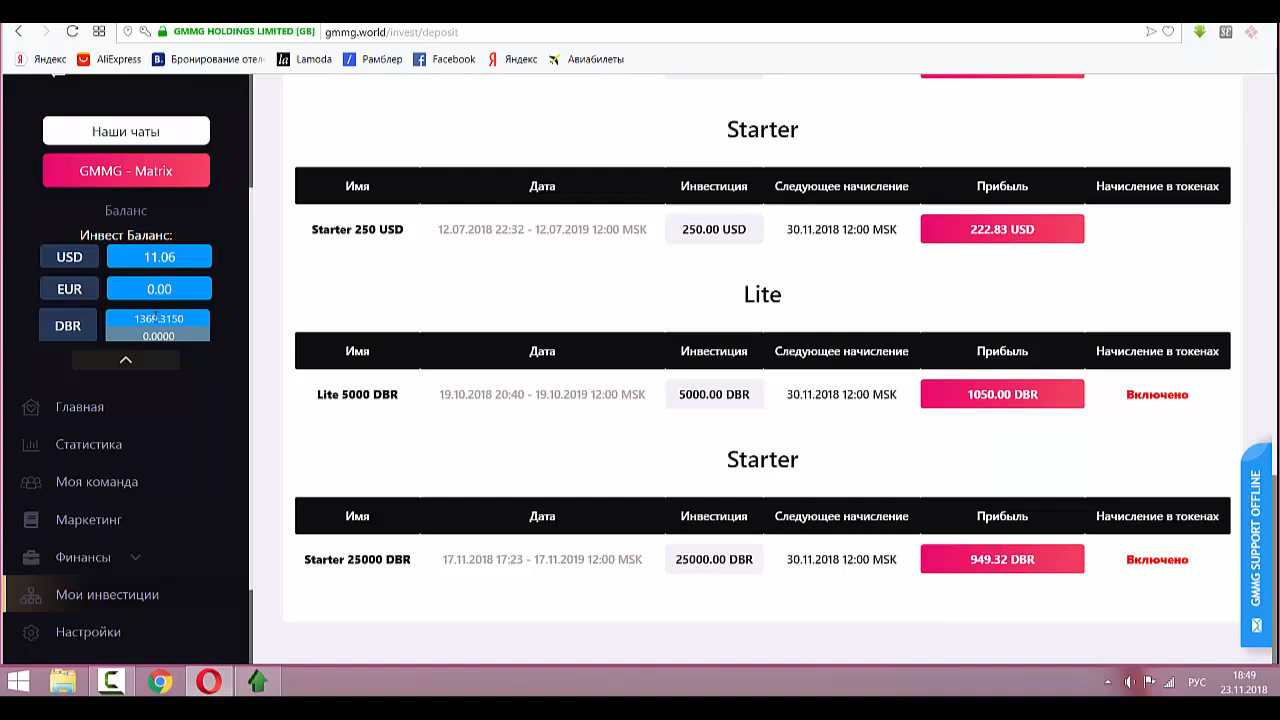 GMMG HOLDINGS LIMITED [GB] gmmg.world/invest/deposit
Яндекс AliExpress Бронирование отел Lamoda Рамблер Facebook Яндекс Авиабилеты
Наши чаты
GMMG - Matrix
Баланс
Инвест Баланс:
USD 11.06
EUR 0.00
DBR 1369.3150
0.0000
Главная
Статистика
Моя команда
Маркетинг
Финансы
Мои инвестиции
Настройки
Starter
Имя Дата Инвестиция Следующее начисление Прибыль Начисление в токенах
Starter 250 USD 12.07.2018 22:32 - 12.07.2019 12:00 MSK 250.00 USD 30.11.2018 12:00 MSK 222.83 USD
Lite
Имя Дата Инвестиция Следующее начисление Прибыль Начисление в токенах
Lite 5000 DBR 19.10.2018 20:40 - 19.10.2019 12:00 MSK 5000.00 DBR 30.11.2018 12:00 MSK 1050.00 DBR Включено
Starter
Имя Дата Инвестиция Следующее начисление Прибыль Начисление в токенах
Starter 25000 DBR 17.11.2018 17:23 - 17.11.2019 12:00 MSK 25000.00 DBR 30.11.2018 12:00 MSK 949.32 DBR Включено
GMMG SUPPORT OFFLINE
РУС
18:49
23.11.2018